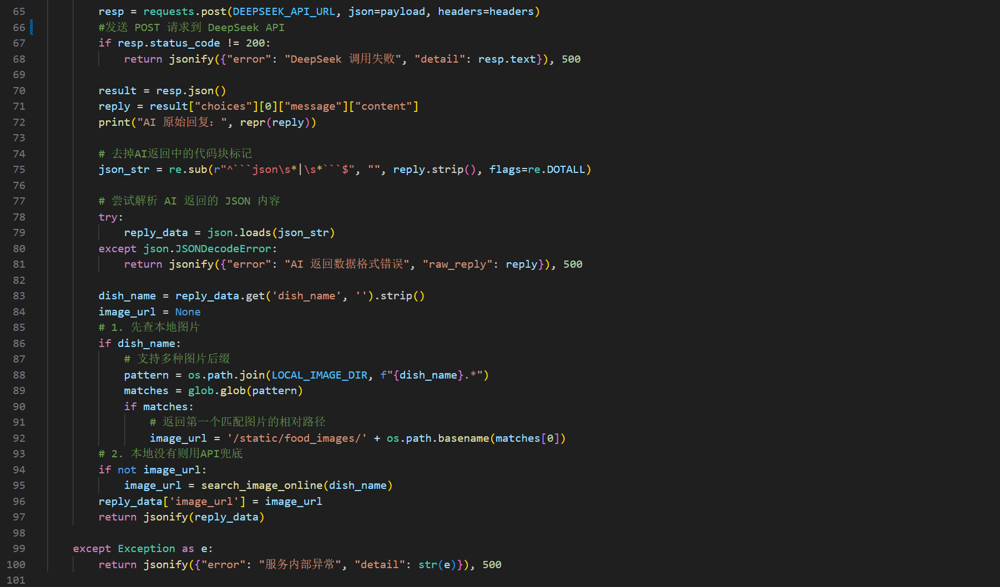 65 resp = requests.post(DEEPSEEK_API_URL, json=payload, headers=headers)
66 #发送 POST 请求到 DeepSeek API
67 if resp.status_code != 200:
68 return jsonify({"error": "DeepSeek 调用失败", "detail": resp.text}), 500
69
70 result = resp.json()
71 reply = result["choices"][0]["message"]["content"]
72 print("AI 原始回复：", repr(reply))
73
74 # 去掉AI返回中的代码块标记
75 json_str = re.sub(r"^```json\s*|\s*```$", "", reply.strip(), flags=re.DOTALL)
76
77 # 尝试解析 AI 返回的 JSON 内容
78 try:
79 reply_data = json.loads(json_str)
80 except json.JSONDecodeError:
81 return jsonify({"error": "AI 返回数据格式错误", "raw_reply": reply}), 500
82
83 dish_name = reply_data.get('dish_name', '').strip()
84 image_url = None
85 # 1. 先查本地图片
86 if dish_name:
87 # 支持多种图片后缀
88 pattern = os.path.join(LOCAL_IMAGE_DIR, f"{dish_name}.*")
89 matches = glob.glob(pattern)
90 if matches:
91 # 返回第一个匹配图片的相对路径
92 image_url = '/static/food_images/' + os.path.basename(matches[0])
93 # 2. 本地没有则用API兜底
94 if not image_url:
95 image_url = search_image_online(dish_name)
96 reply_data['image_url'] = image_url
97 return jsonify(reply_data)
98
99 except Exception as e:
100 return jsonify({"error": "服务内部异常", "detail": str(e)}), 500
101